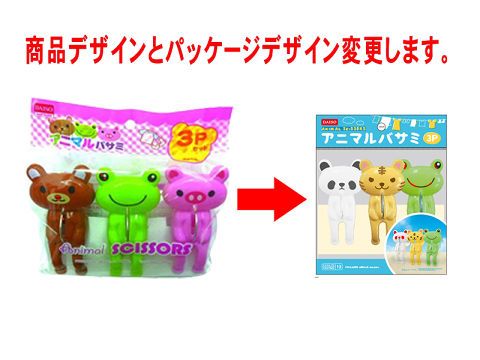 商品デザインとパッケージデザイン変更します。
DAISO
アニマルバサミ
3P
セット
animal SCISSORS
DAISO
ANIMAL SCISSORS
アニマルバサミ
3P